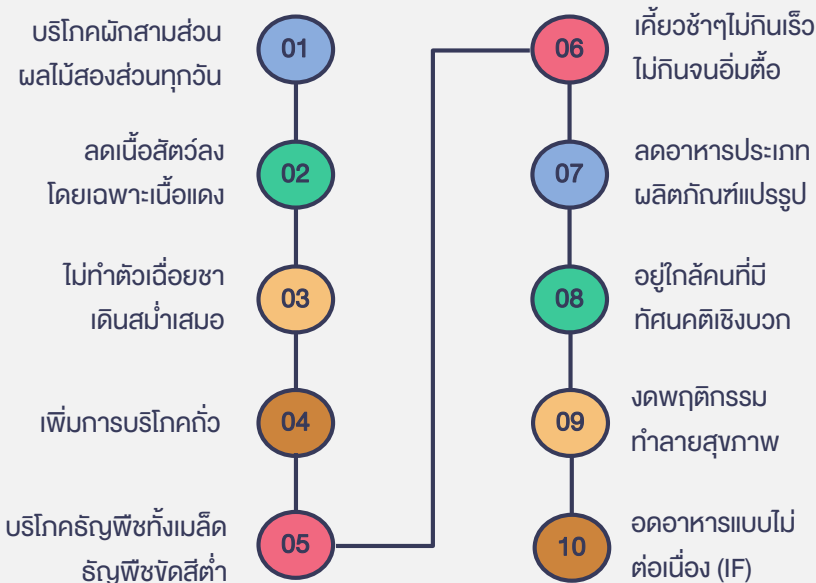 01
บริโภคผักสามส่วน
ผลไม้สองส่วนทุกวัน
02
ลดเนื้อสัตว์ลง
โดยเฉพาะเนื้อแดง
03
ไม่ทำตัวเฉื่อยชา
เดินสม่ำเสมอ
04
เพิ่มการบริโภคถั่ว
05
บริโภคธัญพืชทั้งเมล็ด
ธัญพืชขัดสีต่ำ
06
เคี้ยวช้าๆไม่กินเร็ว
ไม่กินจนอิ่มตื้อ
07
ลดอาหารประเภท
ผลิตภัณฑ์แปรรูป
08
อยู่ใกล้คนที่มี
ทัศนคติเชิงบวก
09
งดพฤติกรรม
ทำลายสุขภาพ
10
อดอาหารแบบไม่
ต่อเนื่อง (IF)